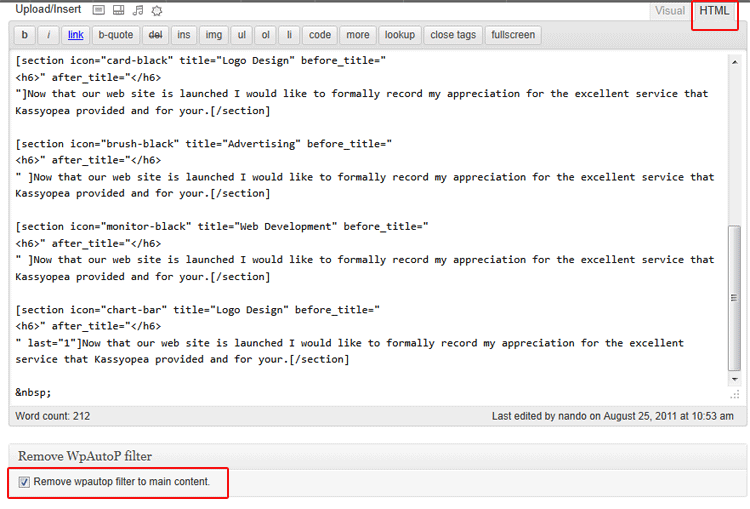 Upload/Insert Visual HTML
b i link b-quote del ins img ul ol li code more lookup close tags fullscreen
[section icon="card-black" title="Logo Design" before_title="
<h6>" after_title="</h6>
"]Now that our web site is launched I would like to formally record my appreciation for the excellent service that
Kassyopea provided and for your.[/section]
[section icon="brush-black" title="Advertising" before_title="
<h6>" after_title="</h6>
" ]Now that our web site is launched I would like to formally record my appreciation for the excellent service that
Kassyopea provided and for your.[/section]
[section icon="monitor-black" title="Web Development" before_title="
<h6>" after_title="</h6>
" ]Now that our web site is launched I would like to formally record my appreciation for the excellent service that
Kassyopea provided and for your.[/section]
[section icon="chart-bar" title="Logo Design" before_title="
<h6>" after_title="</h6>
" last="1"]Now that our web site is launched I would like to formally record my appreciation for the excellent
service that Kassyopea provided and for your.[/section]
&nbsp;
Word count: 212 Last edited by nando on August 25, 2011 at 10:53 am
Remove WpAutoP filter
Remove wpautop filter to main content.